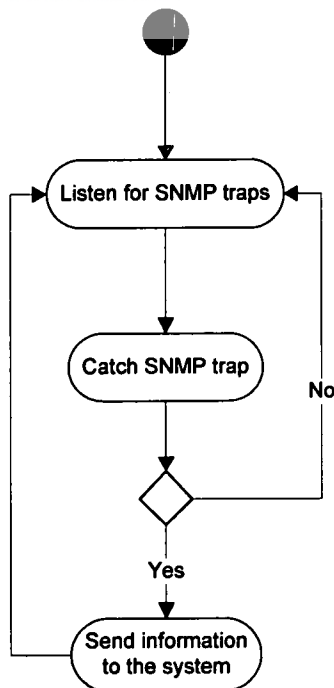 Listen for SNMP traps
Catch SNMP trap
No
Yes
Send information
to the system